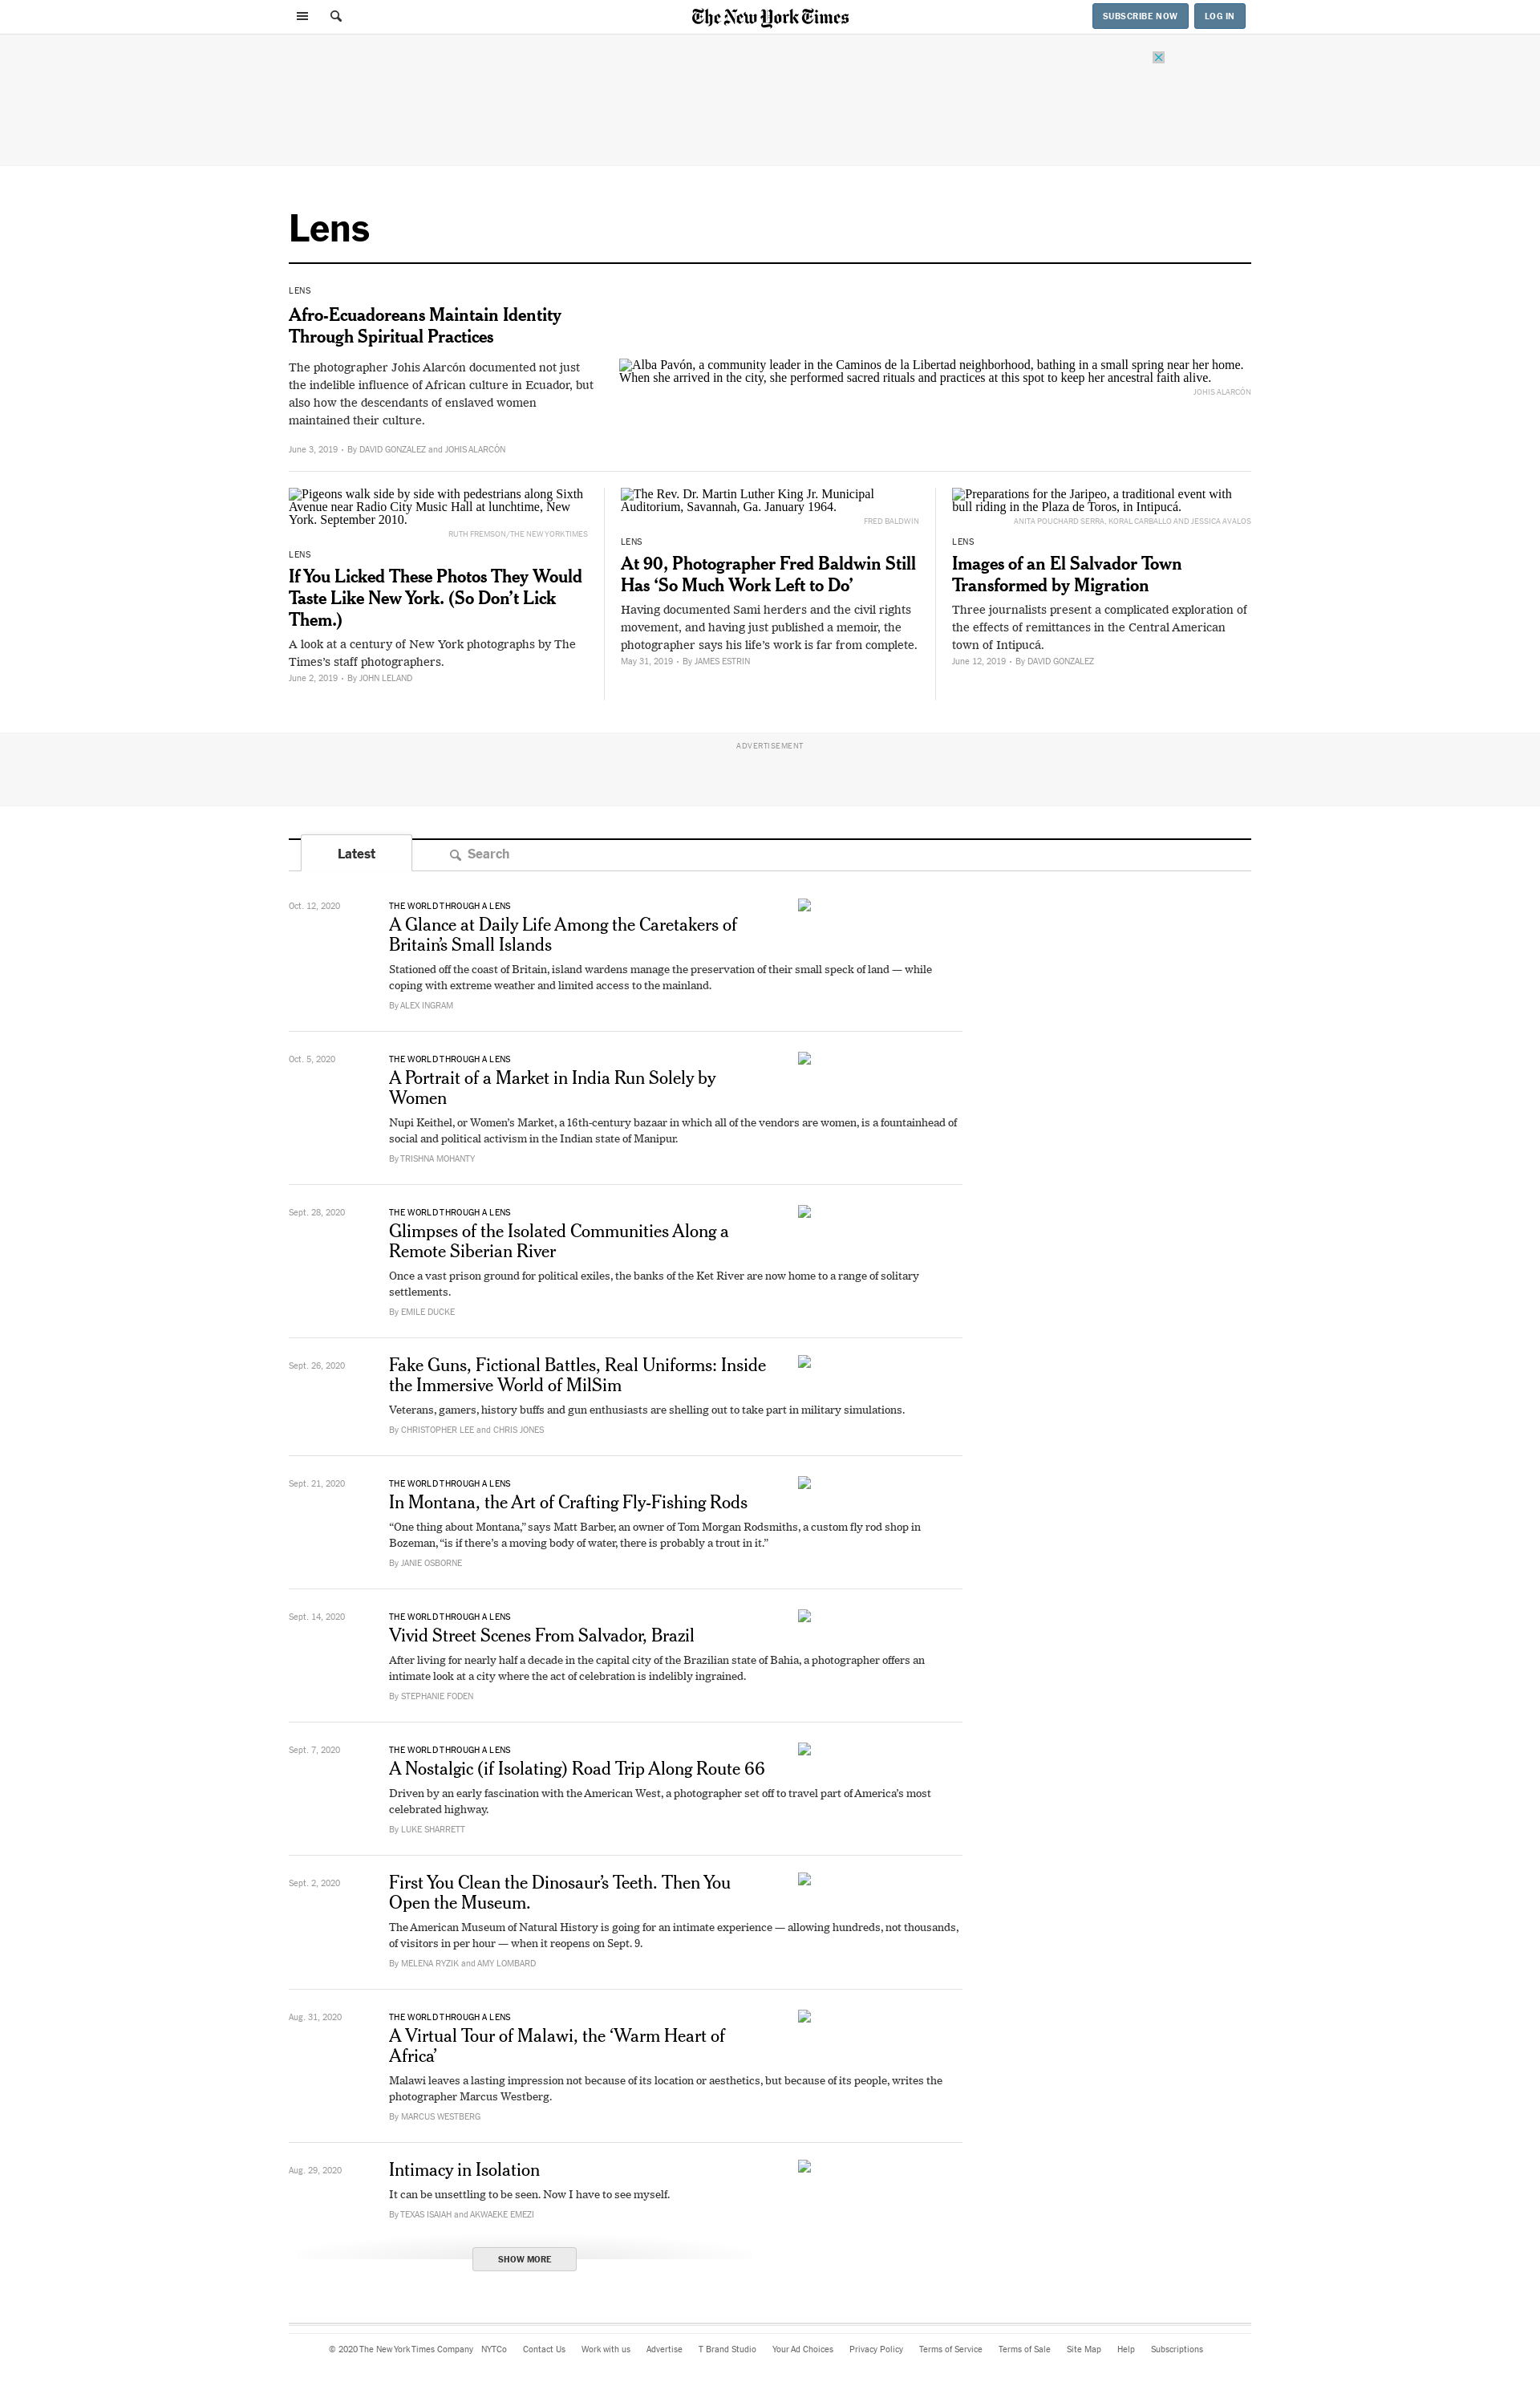 The New York Times
SUBSCRIBE NOW
LOG IN
Lens
LENS
Afro-Ecuadoreans Maintain Identity
Through Spiritual Practices
The photographer Johis Alarcón documented not just
the indelible influence of African culture in Ecuador, but
also how the descendants of enslaved women
maintained their culture.
June 3, 2019 • By DAVID GONZALEZ and JOHIS ALARCÓN
Alba Pavón, a community leader in the Caminos de la Libertad neighborhood, bathing in a small spring near her home.
When she arrived in the city, she performed sacred rituals and practices at this spot to keep her ancestral faith alive.
JOHIS ALARCÓN
Pigeons walk side by side with pedestrians along Sixth
Avenue near Radio City Music Hall at lunchtime, New
York. September 2010.
RUTH FREMSON/THE NEW YORK TIMES
LENS
If You Licked These Photos They Would
Taste Like New York. (So Don’t Lick
Them.)
A look at a century of New York photographs by The
Times’s staff photographers.
June 2, 2019 • By JOHN LELAND
The Rev. Dr. Martin Luther King Jr. Municipal
Auditorium, Savannah, Ga. January 1964.
FRED BALDWIN
LENS
At 90, Photographer Fred Baldwin Still
Has ‘So Much Work Left to Do’
Having documented Sami herders and the civil rights
movement, and having just published a memoir, the
photographer says his life’s work is far from complete.
May 31, 2019 • By JAMES ESTRIN
Preparations for the Jaripeo, a traditional event with
bull riding in the Plaza de Toros, in Intipucá.
ANITA POUCHARD SERRA, KORAL CARBALLO AND JESSICA AVALOS
LENS
Images of an El Salvador Town
Transformed by Migration
Three journalists present a complicated exploration of
the effects of remittances in the Central American
town of Intipucá.
June 12, 2019 • By DAVID GONZALEZ
ADVERTISEMENT
Latest
Search
Oct. 12, 2020
THE WORLD THROUGH A LENS
A Glance at Daily Life Among the Caretakers of
Britain’s Small Islands
Stationed off the coast of Britain, island wardens manage the preservation of their small speck of land — while
coping with extreme weather and limited access to the mainland.
By ALEX INGRAM
Oct. 5, 2020
THE WORLD THROUGH A LENS
A Portrait of a Market in India Run Solely by
Women
Nupi Keithel, or Women’s Market, a 16th-century bazaar in which all of the vendors are women, is a fountainhead of
social and political activism in the Indian state of Manipur.
By TRISHNA MOHANTY
Sept. 28, 2020
THE WORLD THROUGH A LENS
Glimpses of the Isolated Communities Along a
Remote Siberian River
Once a vast prison ground for political exiles, the banks of the Ket River are now home to a range of solitary
settlements.
By EMILE DUCKE
Sept. 26, 2020
Fake Guns, Fictional Battles, Real Uniforms: Inside
the Immersive World of MilSim
Veterans, gamers, history buffs and gun enthusiasts are shelling out to take part in military simulations.
By CHRISTOPHER LEE and CHRIS JONES
Sept. 21, 2020
THE WORLD THROUGH A LENS
In Montana, the Art of Crafting Fly-Fishing Rods
“One thing about Montana,” says Matt Barber, an owner of Tom Morgan Rodsmiths, a custom fly rod shop in
Bozeman, “is if there’s a moving body of water, there is probably a trout in it.”
By JANIE OSBORNE
Sept. 14, 2020
THE WORLD THROUGH A LENS
Vivid Street Scenes From Salvador, Brazil
After living for nearly half a decade in the capital city of the Brazilian state of Bahia, a photographer offers an
intimate look at a city where the act of celebration is indelibly ingrained.
By STEPHANIE FODEN
Sept. 7, 2020
THE WORLD THROUGH A LENS
A Nostalgic (if Isolating) Road Trip Along Route 66
Driven by an early fascination with the American West, a photographer set off to travel part of America’s most
celebrated highway.
By LUKE SHARRETT
Sept. 2, 2020
First You Clean the Dinosaur’s Teeth. Then You
Open the Museum.
The American Museum of Natural History is going for an intimate experience — allowing hundreds, not thousands,
of visitors in per hour — when it reopens on Sept. 9.
By MELENA RYZIK and AMY LOMBARD
Aug. 31, 2020
THE WORLD THROUGH A LENS
A Virtual Tour of Malawi, the ‘Warm Heart of
Africa’
Malawi leaves a lasting impression not because of its location or aesthetics, but because of its people, writes the
photographer Marcus Westberg.
By MARCUS WESTBERG
Aug. 29, 2020
Intimacy in Isolation
It can be unsettling to be seen. Now I have to see myself.
By TEXAS ISAIAH and AKWAEKE EMEZI
SHOW MORE
© 2020 The New York Times Company NYTCo Contact Us Work with us Advertise T Brand Studio Your Ad Choices Privacy Policy Terms of Service Terms of Sale Site Map Help Subscriptions